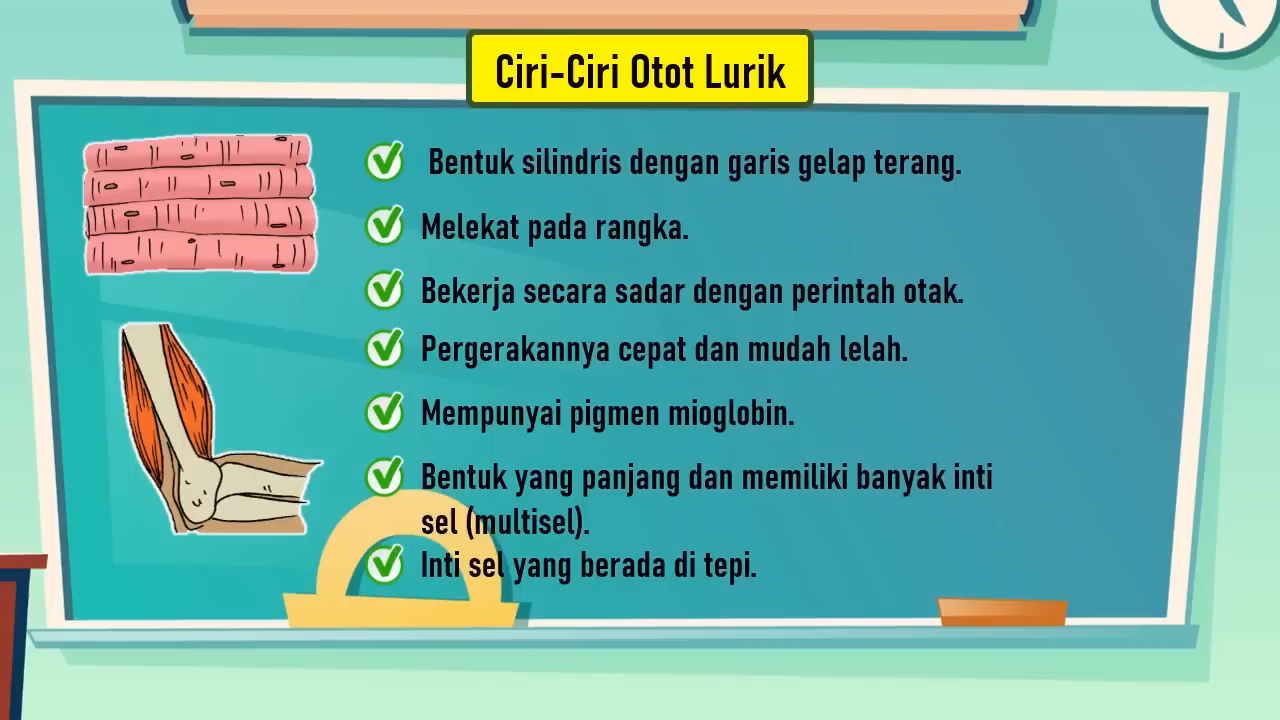 Ciri-Ciri Otot Lurik
Bentuk silindris dengan garis gelap terang.
Melekat pada rangka.
Bekerja secara sadar dengan perintah otak.
Pergerakannya cepat dan mudah lelah.
Mempunyai pigmen mioglobin.
Bentuk yang panjang dan memiliki banyak inti
sel (multisel).
Inti sel yang berada di tepi.